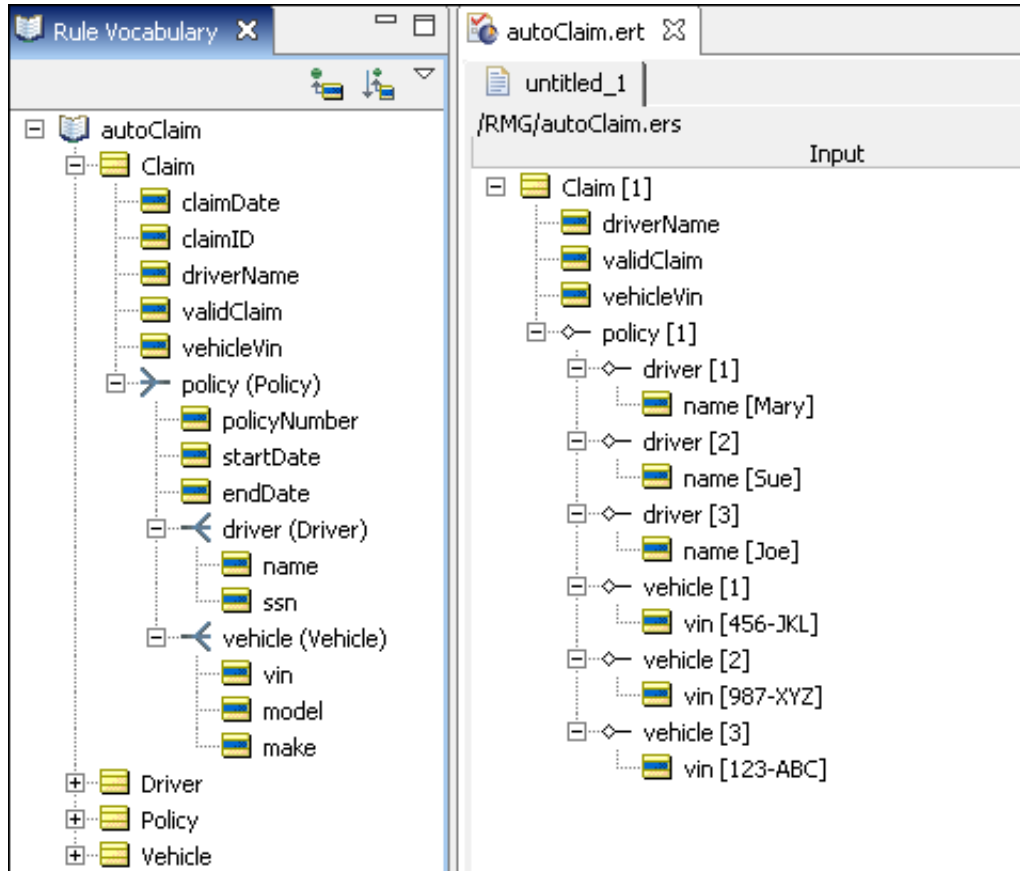 Rule Vocabulary
autoClaim
Claim
claimDate
claimID
driverName
validClaim
vehicleVin
policy (Policy)
policyNumber
startDate
endDate
driver (Driver)
name
ssn
vehicle (Vehicle)
vin
model
make
Driver
Policy
Vehicle
autoClaim.ert
untitled_1
/RMG/autoClaim.ers
Input
Claim [1]
driverName
validClaim
vehicleVin
policy [1]
driver [1]
name [Mary]
driver [2]
name [Sue]
driver [3]
name [Joe]
vehicle [1]
vin [456-JKL]
vehicle [2]
vin [987-XYZ]
vehicle [3]
vin [123-ABC]